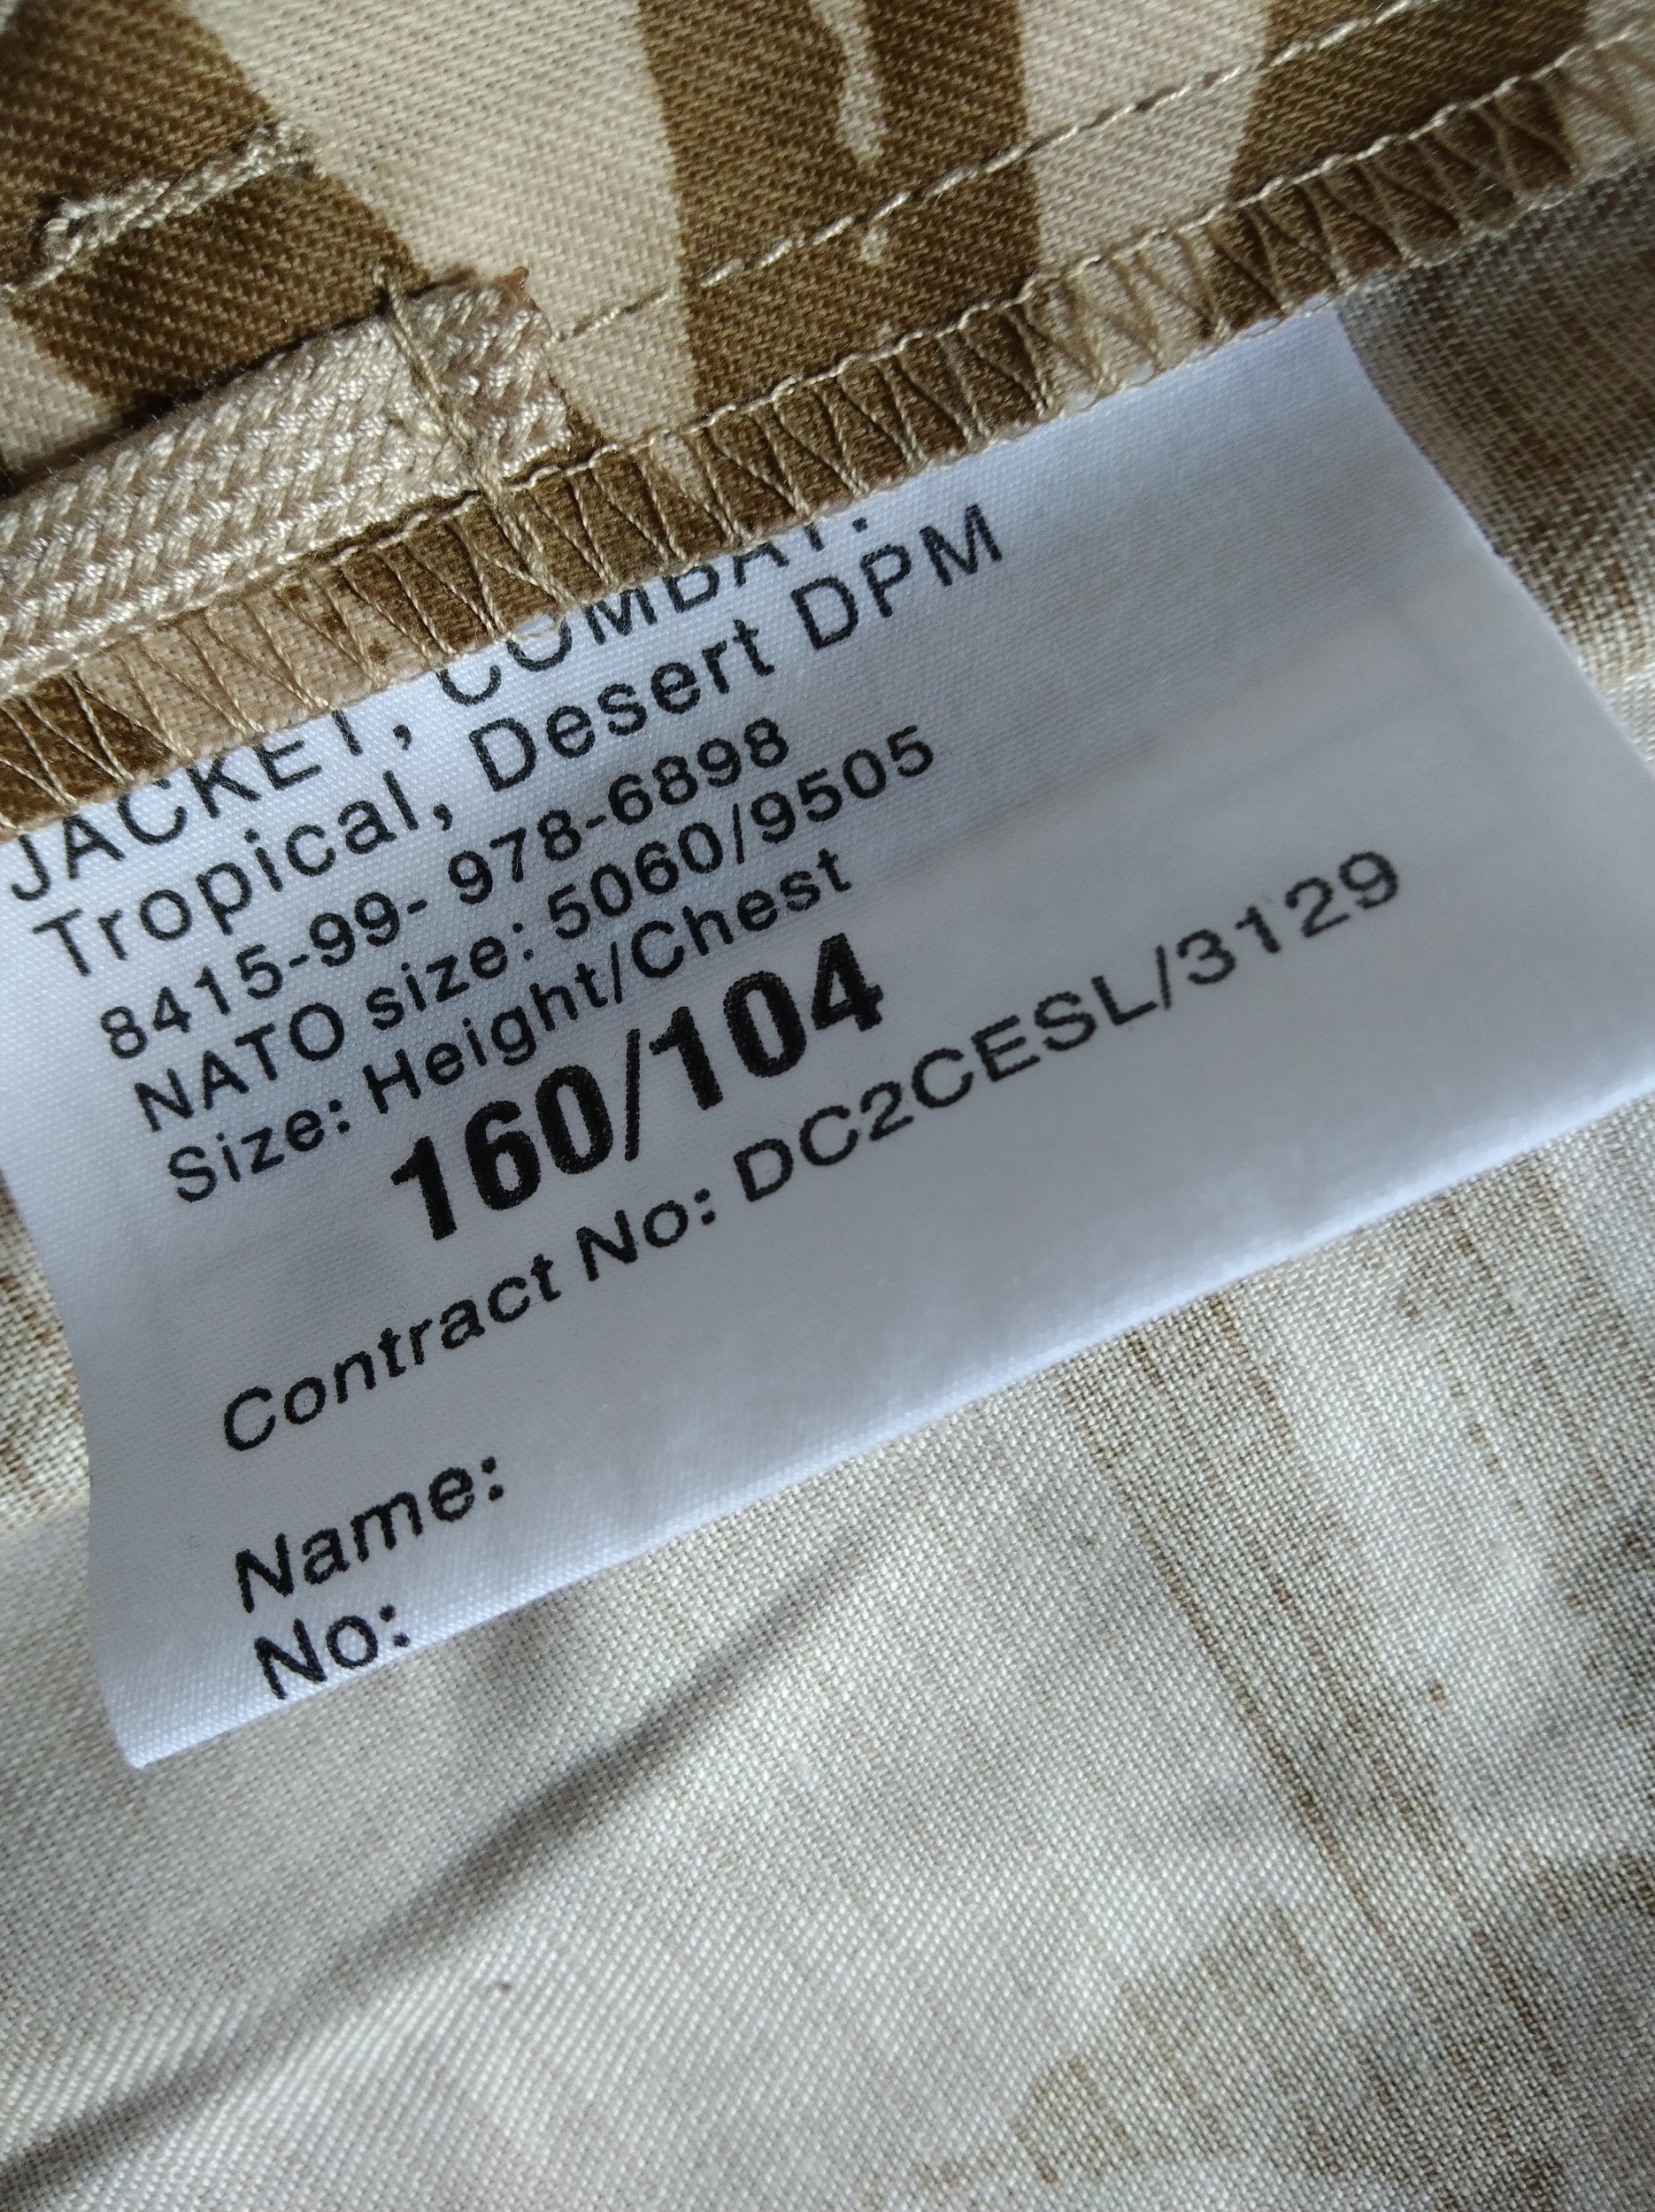 JACKET, COMBAT:
Tropical, Desert DPM
8415-99- 978-6898
NATO size: 5060/9505
Size: Height/Chest
160/104
Contract No: DC2CESL/3129
Name:
No: